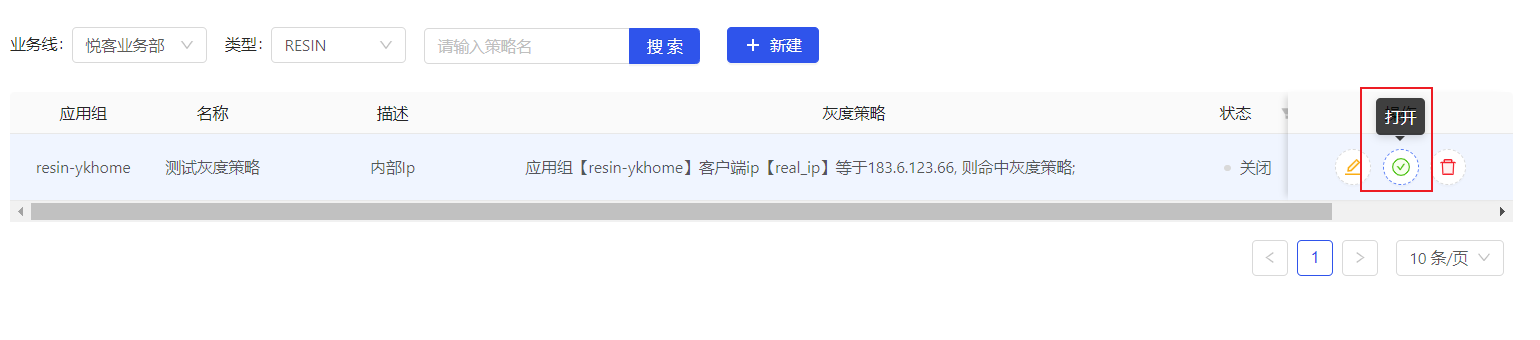 业务线： 悦客业务部 类型： RESIN 请输入策略名 搜 索 + 新建
应用组 名称 描述 灰度策略 状态
打开
resin-ykhome 测试灰度策略 内部Ip 应用组【resin-ykhome】客户端ip【real_ip】等于183.6.123.66, 则命中灰度策略; 关闭
< 1 > 10 条/页